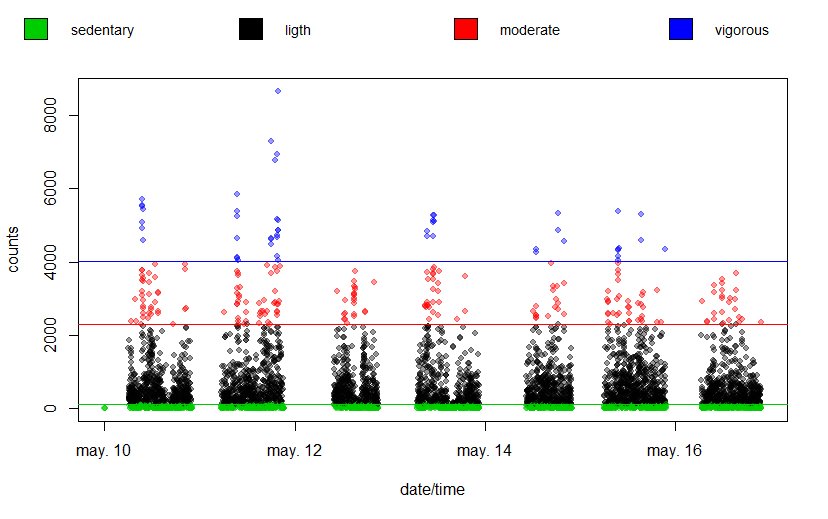 sedentary ligth moderate vigorous
8000
6000
counts
4000
2000
0
may. 10 may. 12 may. 14 may. 16
date/time